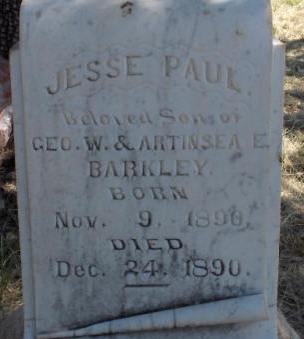 JESSE PAUL.
Beloved Son of
GEO. W. & ARTINSEA E.
BARKLEY.
BORN
Nov. 9, 1890.
DIED
Dec. 24, 1890.